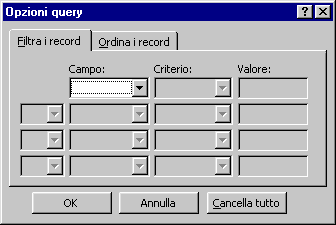 Opzioni query
Filtra i record Ordina i record
Campo: Criterio: Valore:
OK Annulla Cancella tutto